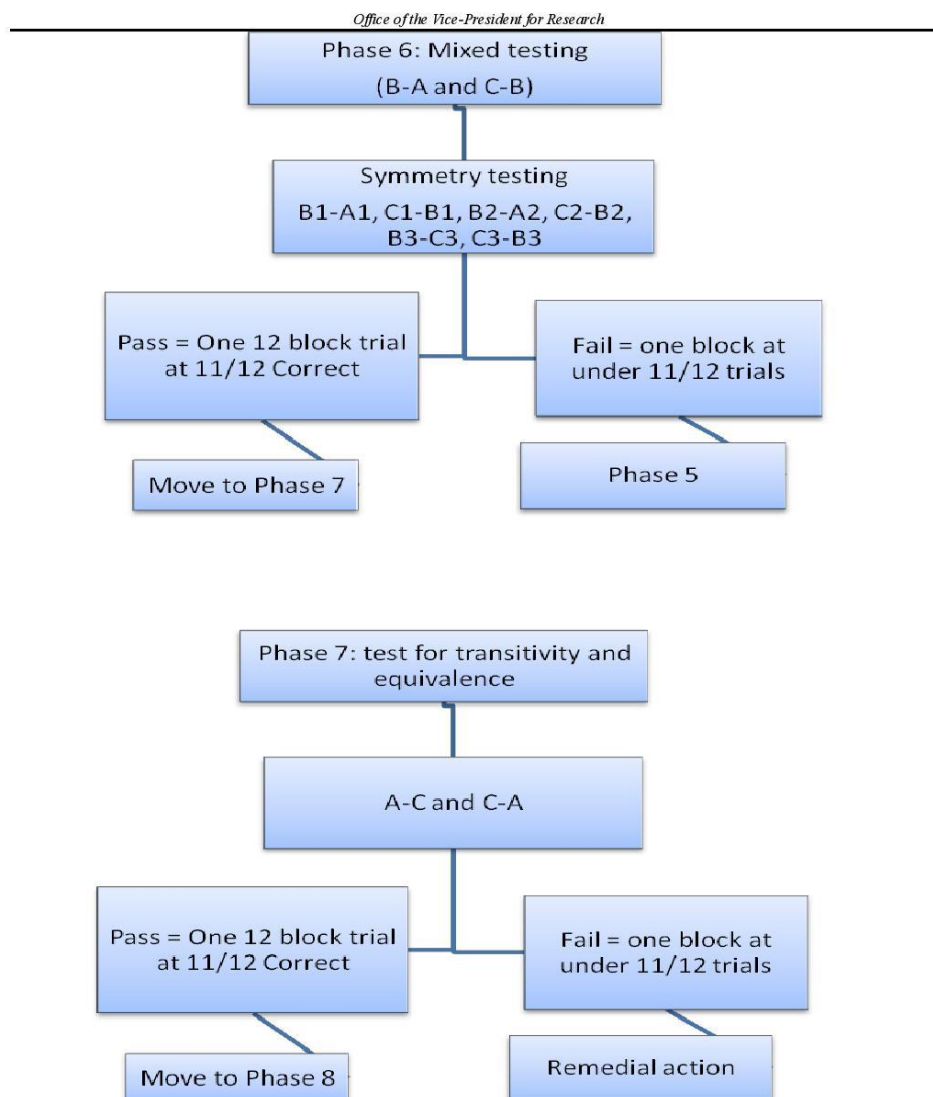 Office of the Vice-President for Research
Phase 6: Mixed testing
(B-A and C-B)
Symmetry testing
B1-A1, C1-B1, B2-A2, C2-B2,
B3-C3, C3-B3
Pass = One 12 block trial
at 11/12 Correct
Fail = one block at
under 11/12 trials
Move to Phase 7
Phase 5
Phase 7: test for transitivity and
equivalence
A-C and C-A
Pass = One 12 block trial
at 11/12 Correct
Fail = one block at
under 11/12 trials
Move to Phase 8
Remedial action